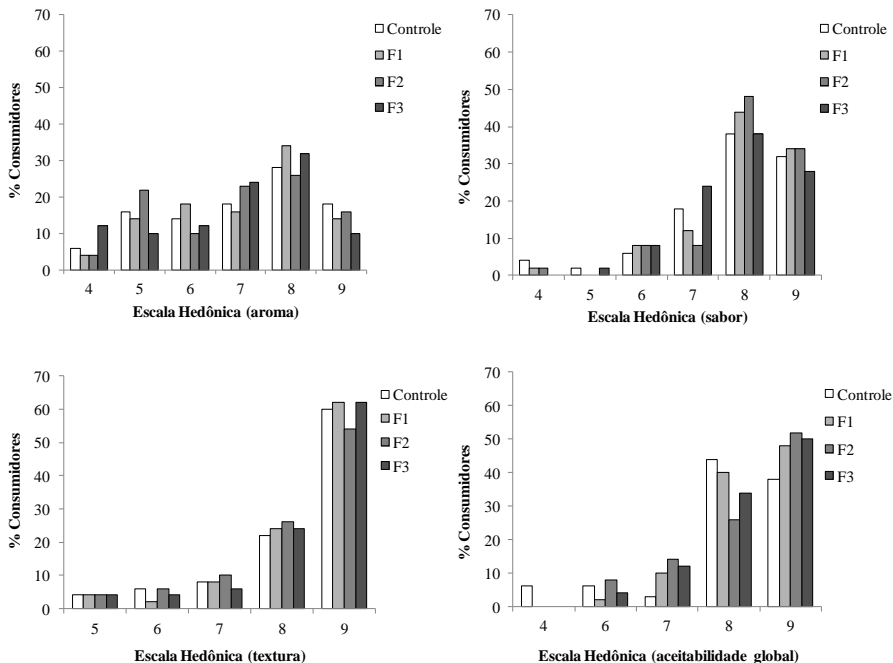 70
60
50
40
30
20
10
0
% Consumidores
4 5 6 7 8 9
Escala Hedônica (aroma)
Controle
F1
F2
F3
70
60
50
40
30
20
10
0
% Consumidores
4 5 6 7 8 9
Escala Hedônica (sabor)
Controle
F1
F2
F3
70
60
50
40
30
20
10
0
% Consumidores
5 6 7 8 9
Escala Hedônica (textura)
Controle
F1
F2
F3
70
60
50
40
30
20
10
0
% Consumidores
4 5 6 7 8 9
Escala Hedônica (aceitabilidade global)
Controle
F1
F2
F3